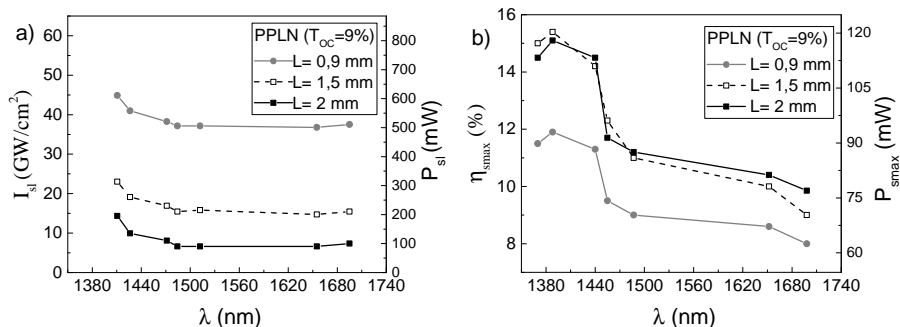 a)
PPLN (T_OC=9%)
L= 0,9 mm
L= 1,5 mm
L= 2 mm
I_sl (GW/cm²)
60
50
40
30
20
10
0
P_sl (mW)
800
700
600
500
400
300
200
100
0
1380 1440 1500 1560 1620 1680 1740
λ (nm)
b)
PPLN (T_OC=9%)
L= 0,9 mm
L= 1,5 mm
L= 2 mm
η_smax (%)
16
14
12
10
8
P_smax (mW)
120
105
90
75
60
1380 1440 1500 1560 1620 1680 1740
λ (nm)